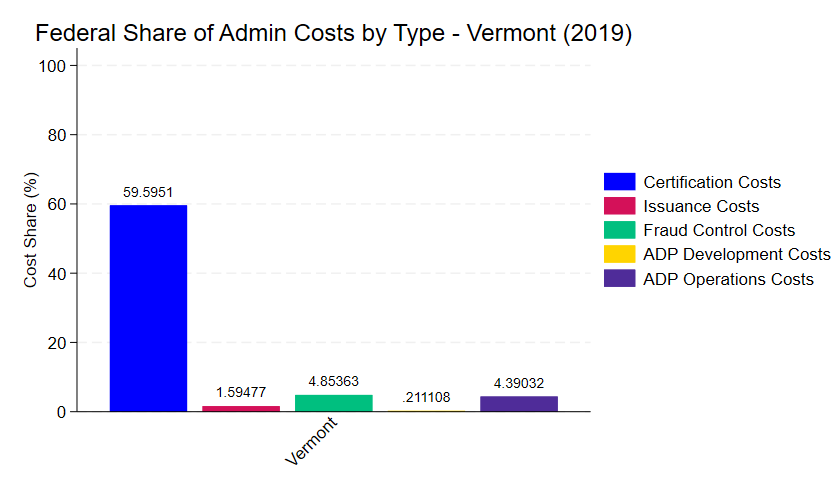 Federal Share of Admin Costs by Type - Vermont (2019)
Cost Share (%)
100
80
60
40
20
0
59.5951
1.59477
4.85363
.211108
4.39032
Vermont
Certification Costs
Issuance Costs
Fraud Control Costs
ADP Development Costs
ADP Operations Costs